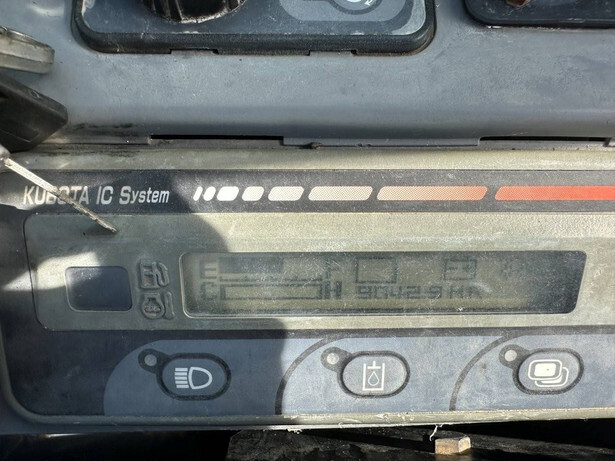 KUBOTA IC System
E F
C H 9042.9 HR